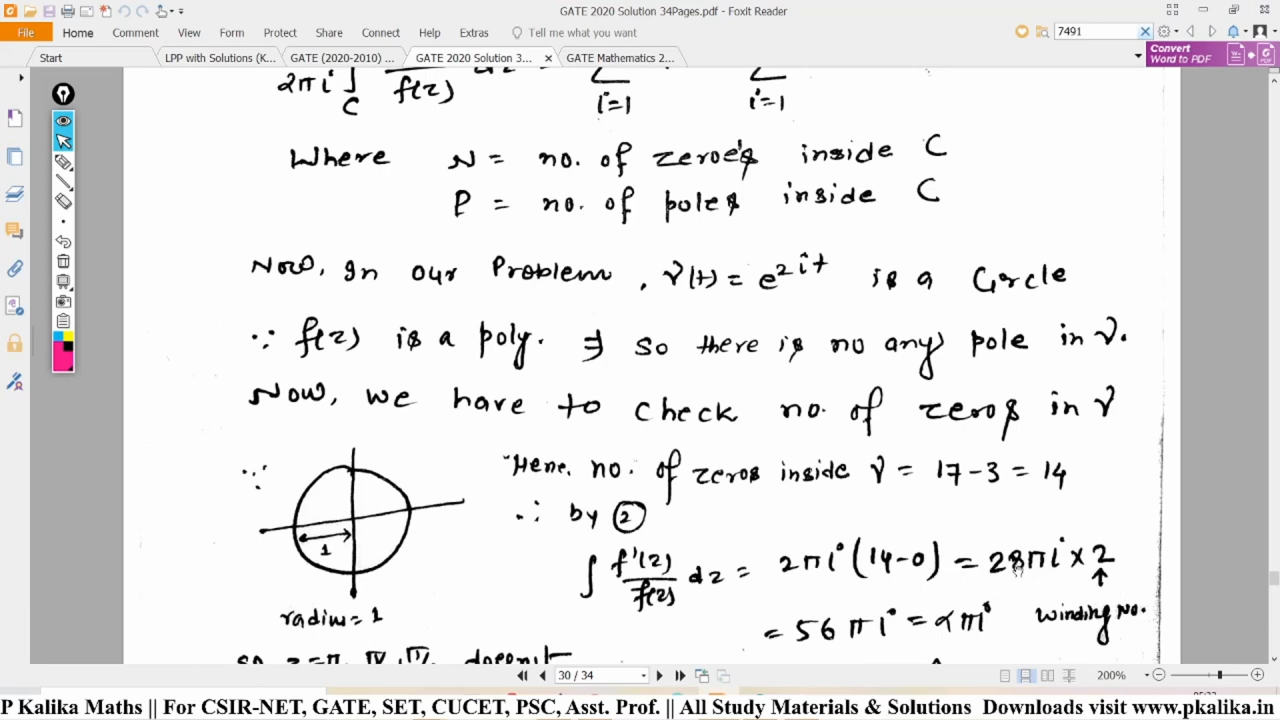 GATE 2020 Solution 34Pages.pdf - Foxit Reader
File Home Comment View Form Protect Share Connect Help Extras Tell me what you want... 7491
Start LPP with Solutions (K... GATE (2020-2010) ... GATE 2020 Solution 3... GATE Mathematics 2... Convert Word to PDF
2πi ∫ f(z)
C i=1 i=1
Where N = no. of zeroe's inside C
P = no. of poles inside C
Now, In our Problem, γ(t) = e^2it is a Circle
∵ f(z) is a poly. ⇒ so there is no any pole in γ.
Now, we have to check no. of zeros in γ
∵ Hence, no. of zeros inside γ = 17 - 3 = 14
∴ by ②
1
∫ f'(z)/f(z) dz = 2πi (14-0) = 28πi × 2
radius = 1
= 56πi = απi Winding No.
30 / 34 200%
P Kalika Maths || For CSIR-NET, GATE, SET, CUCET, PSC, Asst. Prof. || All Study Materials & Solutions Downloads visit www.pkalika.in